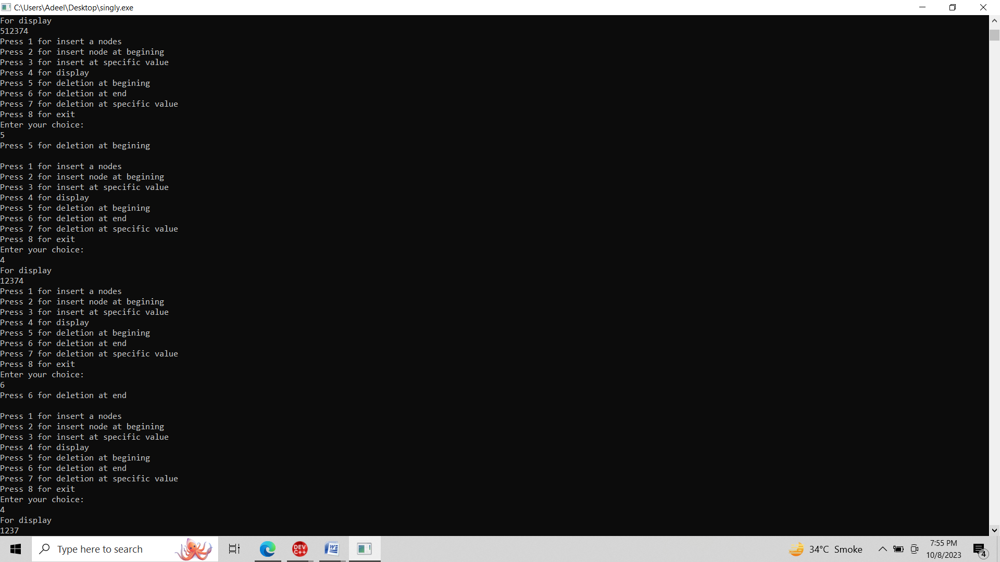 C:\Users\Adeel\Desktop\singly.exe
For display
512374
Press 1 for insert a nodes
Press 2 for insert node at begining
Press 3 for insert at specific value
Press 4 for display
Press 5 for deletion at begining
Press 6 for deletion at end
Press 7 for deletion at specific value
Press 8 for exit
Enter your choice:
5
Press 5 for deletion at begining
Press 1 for insert a nodes
Press 2 for insert node at begining
Press 3 for insert at specific value
Press 4 for display
Press 5 for deletion at begining
Press 6 for deletion at end
Press 7 for deletion at specific value
Press 8 for exit
Enter your choice:
4
For display
12374
Press 1 for insert a nodes
Press 2 for insert node at begining
Press 3 for insert at specific value
Press 4 for display
Press 5 for deletion at begining
Press 6 for deletion at end
Press 7 for deletion at specific value
Press 8 for exit
Enter your choice:
6
Press 6 for deletion at end
Press 1 for insert a nodes
Press 2 for insert node at begining
Press 3 for insert at specific value
Press 4 for display
Press 5 for deletion at begining
Press 6 for deletion at end
Press 7 for deletion at specific value
Press 8 for exit
Enter your choice:
4
For display
1237
Type here to search
DEV
C++
W
34°C Smoke
7:55 PM
10/8/2023
4